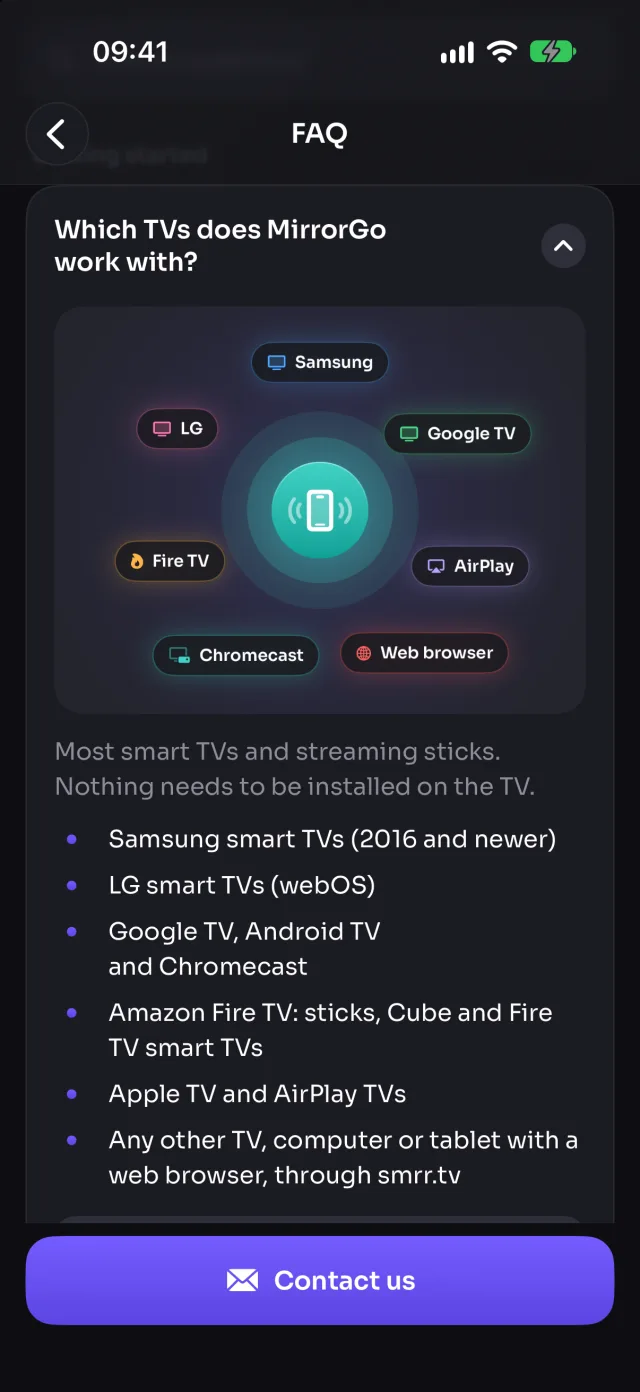 09:41
FAQ
Which TVs does MirrorGo
work with?
Samsung
LG
Google TV
Fire TV
AirPlay
Chromecast
Web browser
Most smart TVs and streaming sticks.
Nothing needs to be installed on the TV.
Samsung smart TVs (2016 and newer)
LG smart TVs (webOS)
Google TV, Android TV
and Chromecast
Amazon Fire TV: sticks, Cube and Fire
TV smart TVs
Apple TV and AirPlay TVs
Any other TV, computer or tablet with a
web browser, through smrr.tv
Contact us